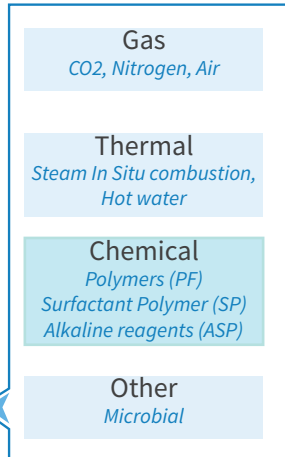 Gas
CO2, Nitrogen, Air
Thermal
Steam In Situ combustion,
Hot water
Chemical
Polymers (PF)
Surfactant Polymer (SP)
Alkaline reagents (ASP)
Other
Microbial